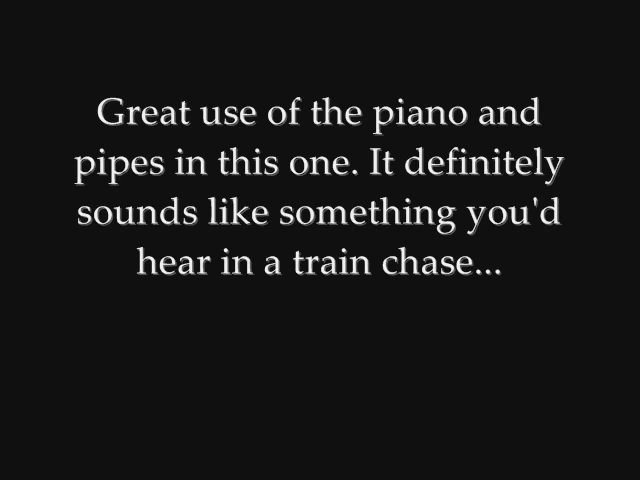 Great use of the piano and
pipes in this one. It definitely
sounds like something you'd
hear in a train chase...